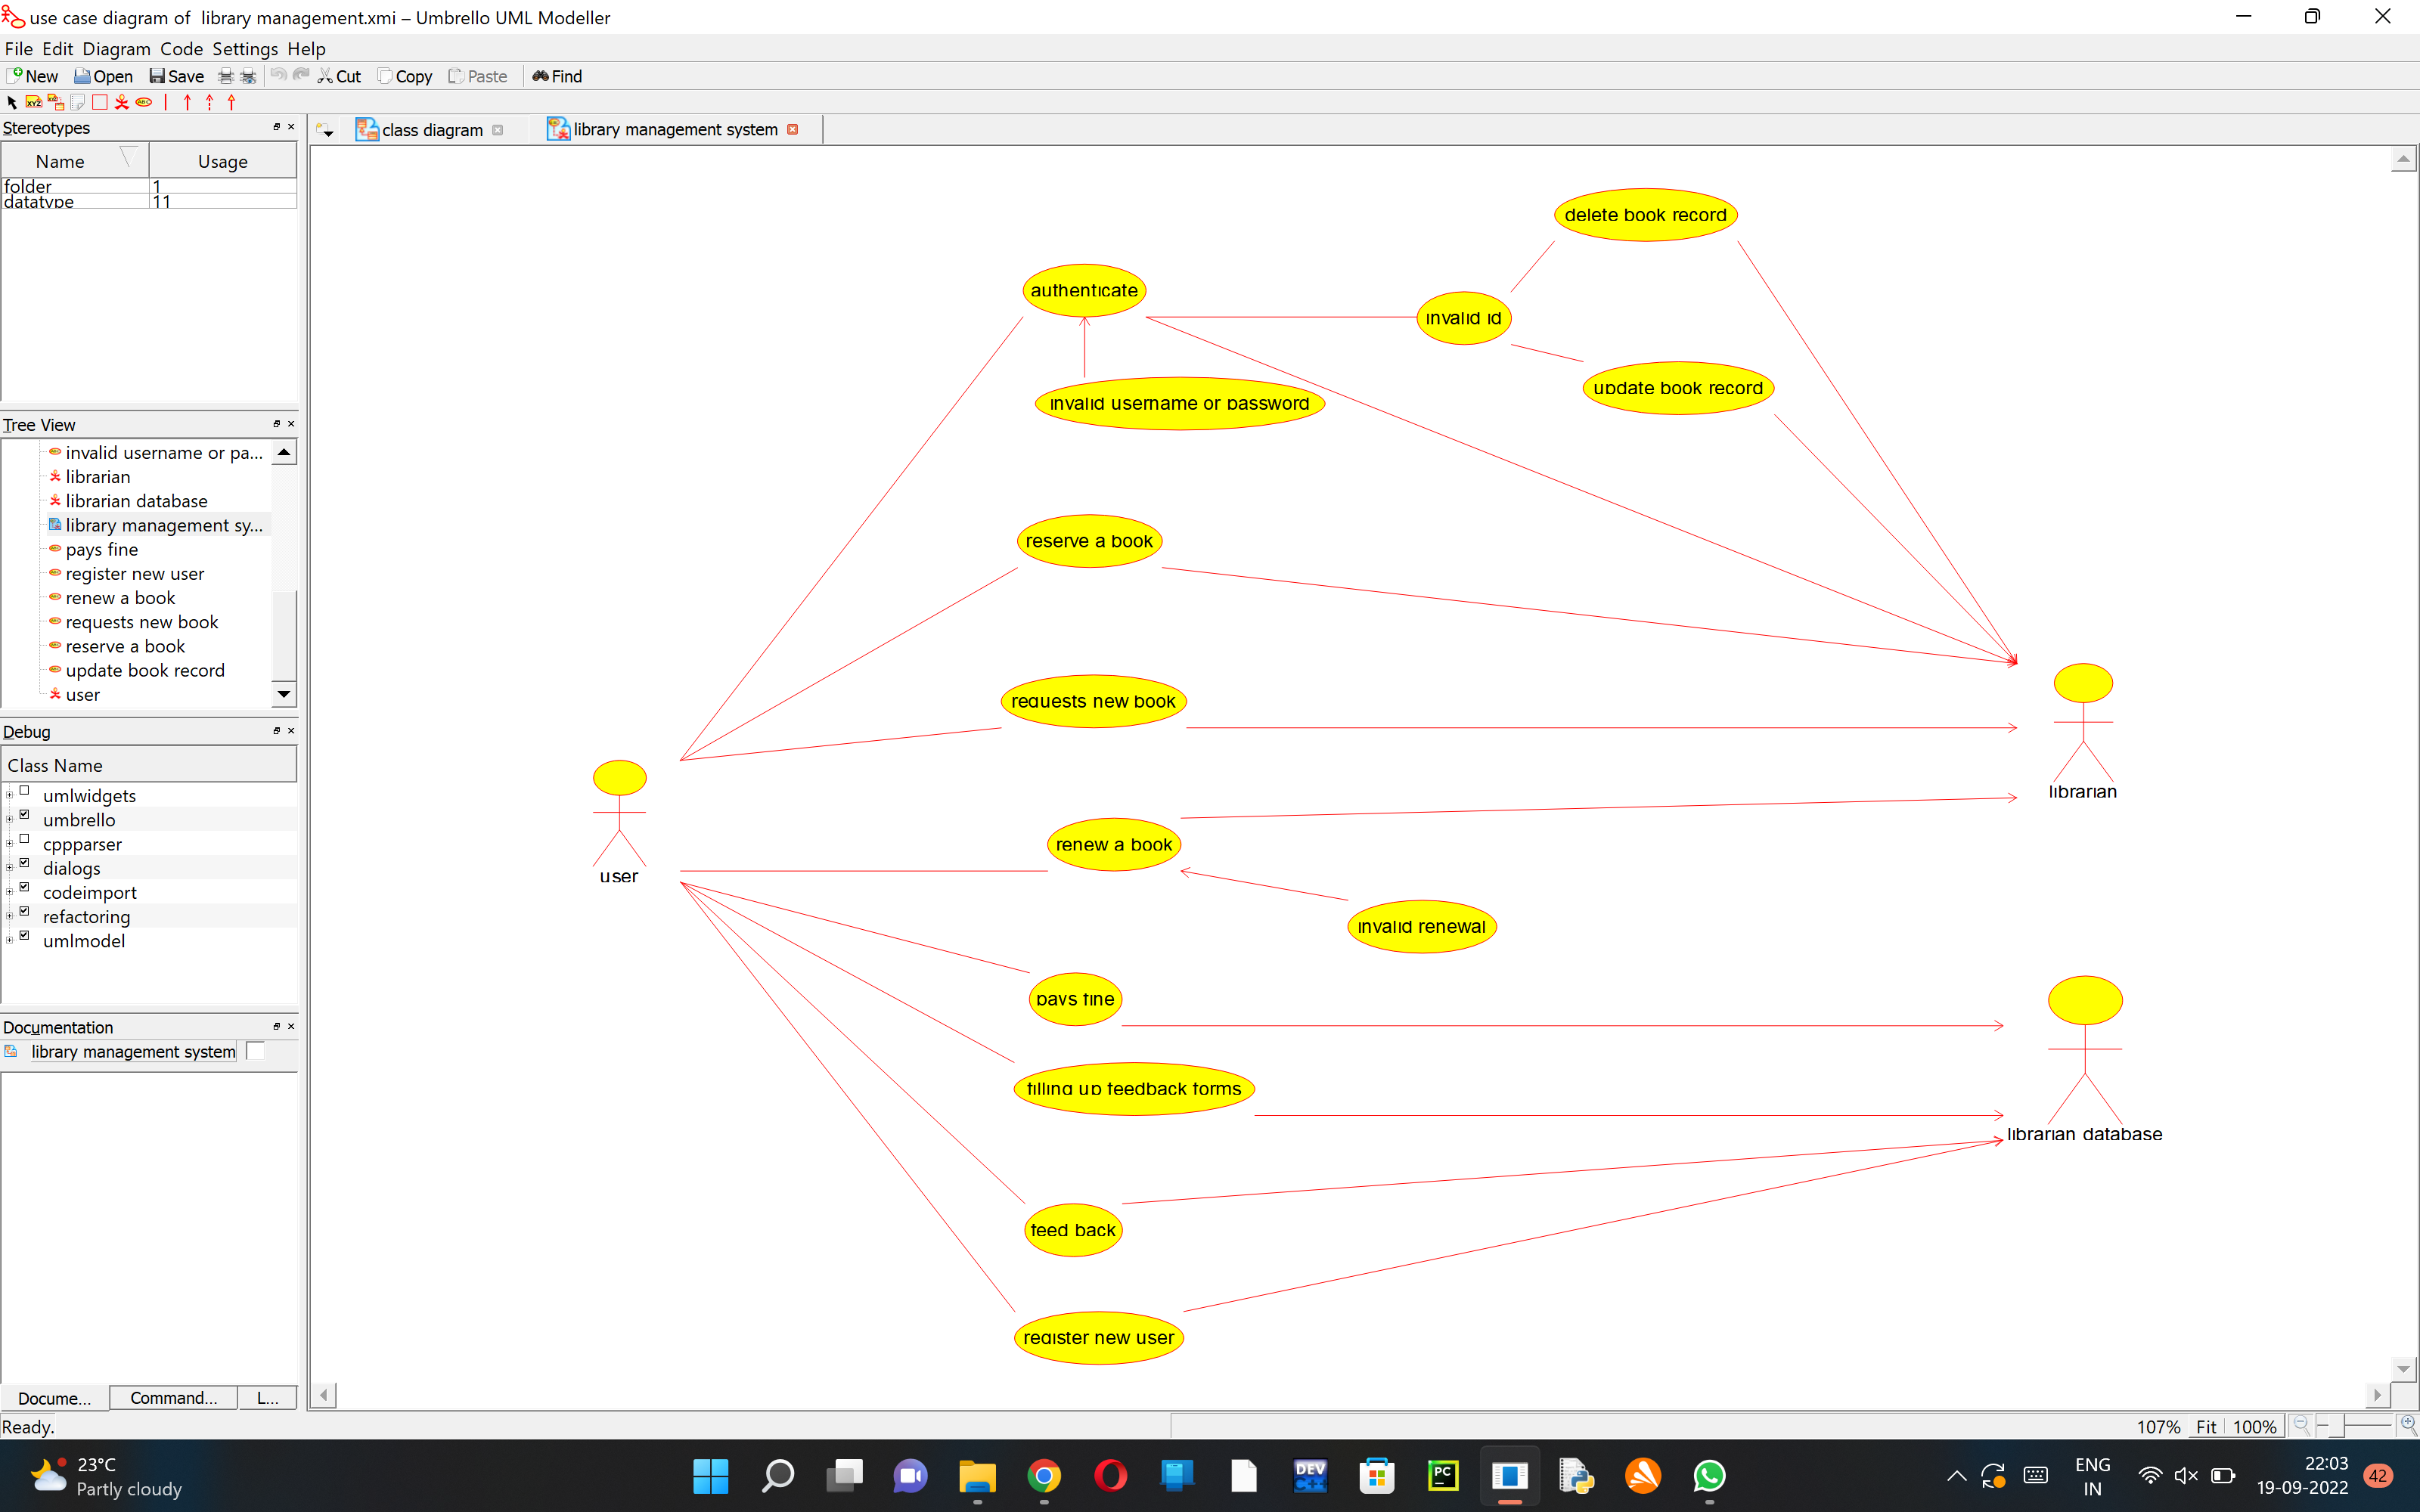 use case diagram of library management.xmi – Umbrello UML Modeller
File Edit Diagram Code Settings Help
New Open Save Cut Copy Paste Find
Stereotypes
Name Usage
folder 1
datatype 11
class diagram
library management system
Tree View
invalid username or pa...
librarian
librarian database
library management sy...
pays fine
register new user
renew a book
requests new book
reserve a book
update book record
user
Debug
Class Name
umlwidgets
umbrello
cppparser
dialogs
codeimport
refactoring
umlmodel
Documentation
library management system
Docume... Command... L...
delete book record
authenticate
invalid id
update book record
invalid username or password
reserve a book
requests new book
librarian
user
renew a book
invalid renewal
pays fine
filling up feedback forms
librarian database
feed back
register new user
Ready.
107% Fit 100%
23°C
Partly cloudy
DEV
C++
PC
ENG
IN
22:03
19-09-2022
42